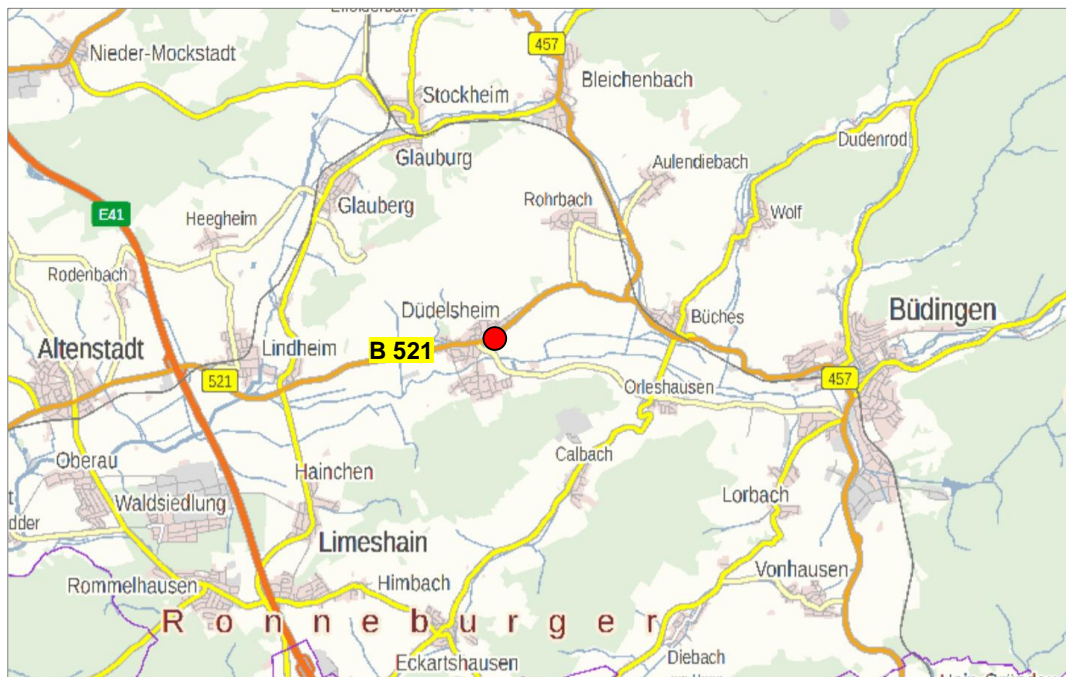 Nieder-Mockstadt
457
Bleichenbach
Stockheim
Dudenrod
Glauburg
Aulendiebach
E41
Heegheim
Glauberg
Rohrbach
Wolf
Rodenbach
Düdelsheim
Büches
Büdingen
Altenstadt
Lindheim
B 521
521
Orleshausen
457
Calbach
Oberau
Hainchen
Waldsiedlung
Lorbach
Limeshain
Vonhausen
Rommelhausen
Himbach
Ronneburger
Eckartshausen
Diebach